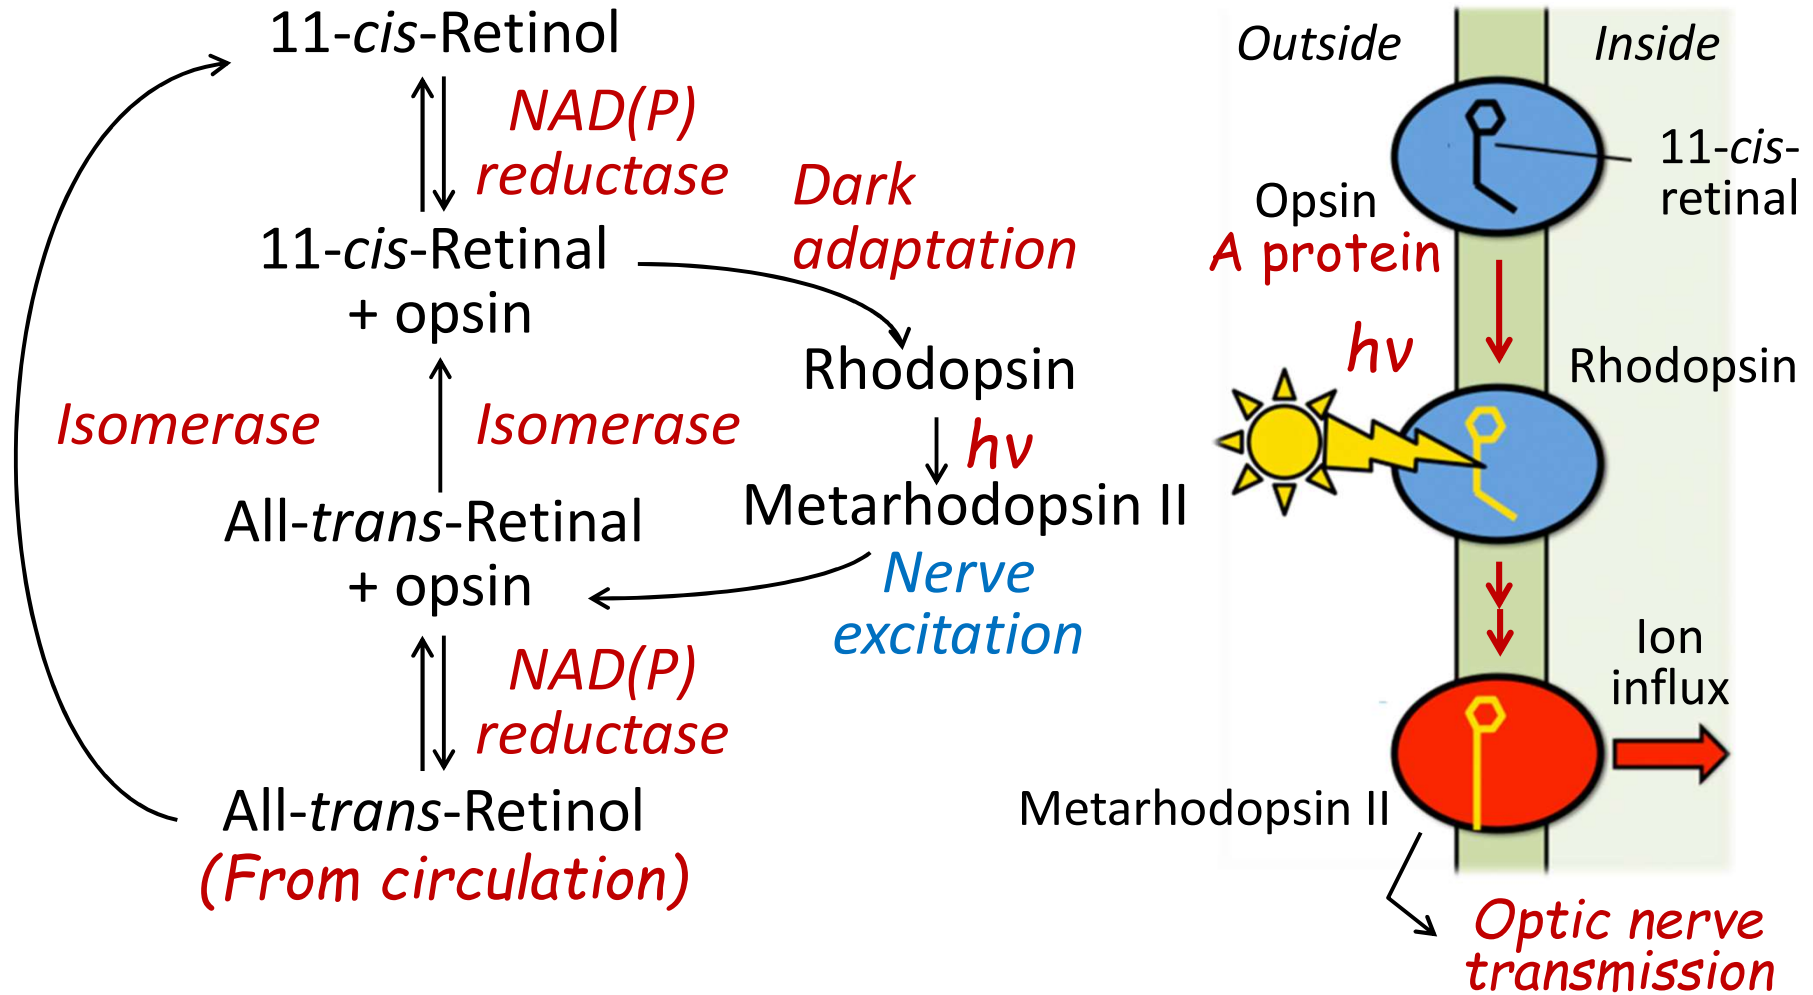 11-cis-Retinol
NAD(P)
reductase
11-cis-Retinal
+ opsin
Dark
adaptation
Rhodopsin
hν
Metarhodopsin II
Nerve
excitation
Isomerase
Isomerase
All-trans-Retinal
+ opsin
NAD(P)
reductase
All-trans-Retinol
(From circulation)
Outside
Inside
11-cis-
retinal
Opsin
A protein
hν
Rhodopsin
Ion
influx
Metarhodopsin II
Optic nerve
transmission